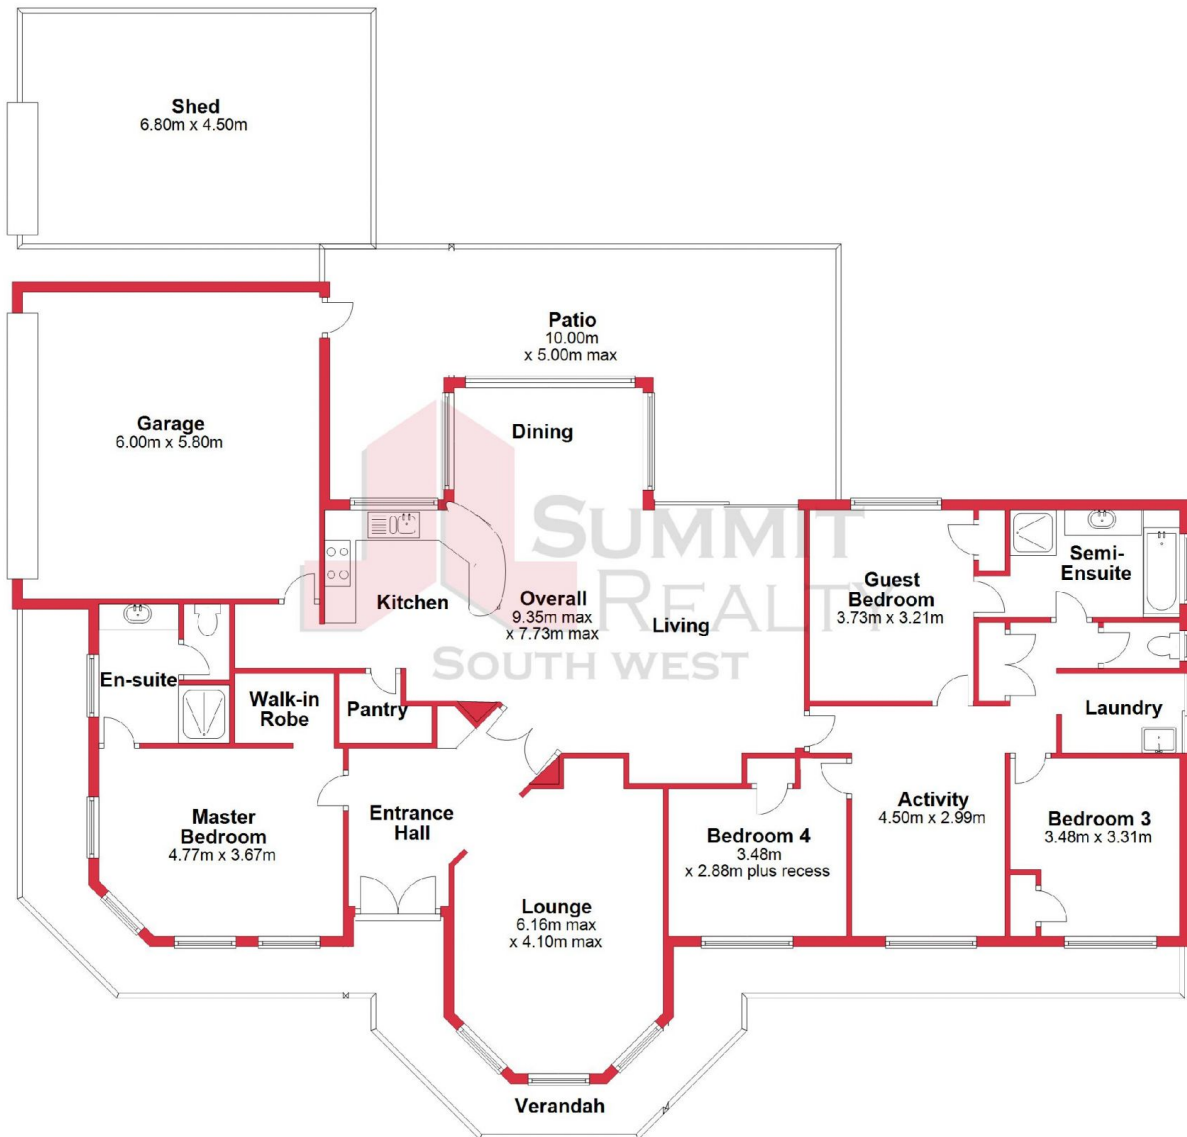 Shed
6.80m x 4.50m
Patio
10.00m
x 5.00m max
Garage
6.00m x 5.80m
Dining
SUMMIT
REALTY
SOUTH WEST
Kitchen
Overall
9.35m max
x 7.73m max
Living
Guest
Bedroom
3.73m x 3.21m
Semi-
Ensuite
En-suite
Walk-in
Robe
Pantry
Laundry
Master
Bedroom
4.77m x 3.67m
Entrance
Hall
Bedroom 4
3.48m
x 2.88m plus recess
Activity
4.50m x 2.99m
Bedroom 3
3.48m x 3.31m
Lounge
6.16m max
x 4.10m max
Verandah